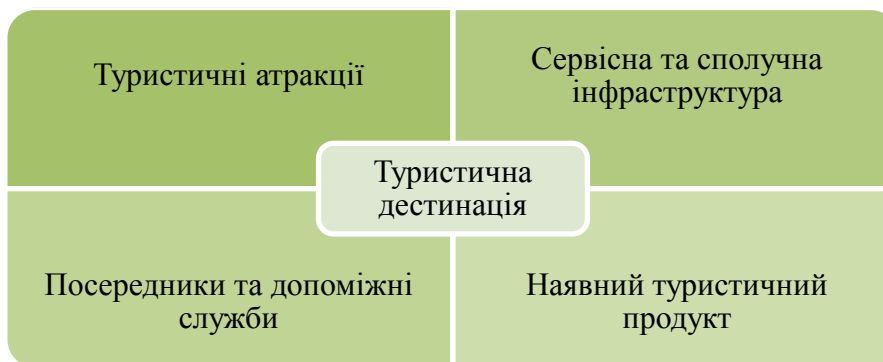 Туристичні атракції
Сервісна та сполучна
інфраструктура
Туристична
дестинація
Посередники та допоміжні
служби
Наявний туристичний
продукт